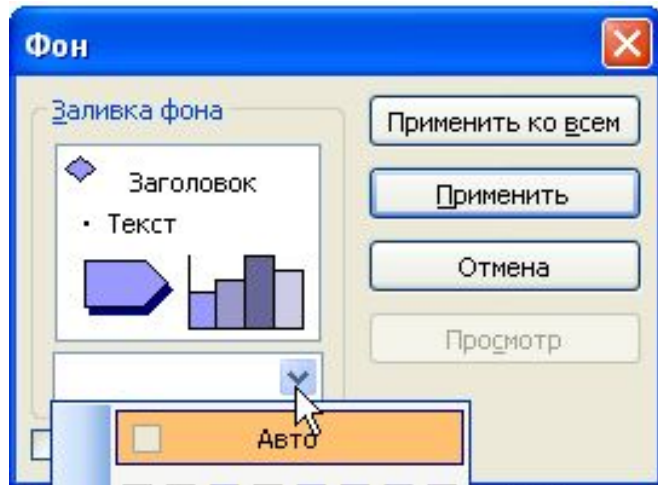 Фон
Заливка фона
Заголовок
· Текст
Применить ко всем
Применить
Отмена
Просмотр
Авто